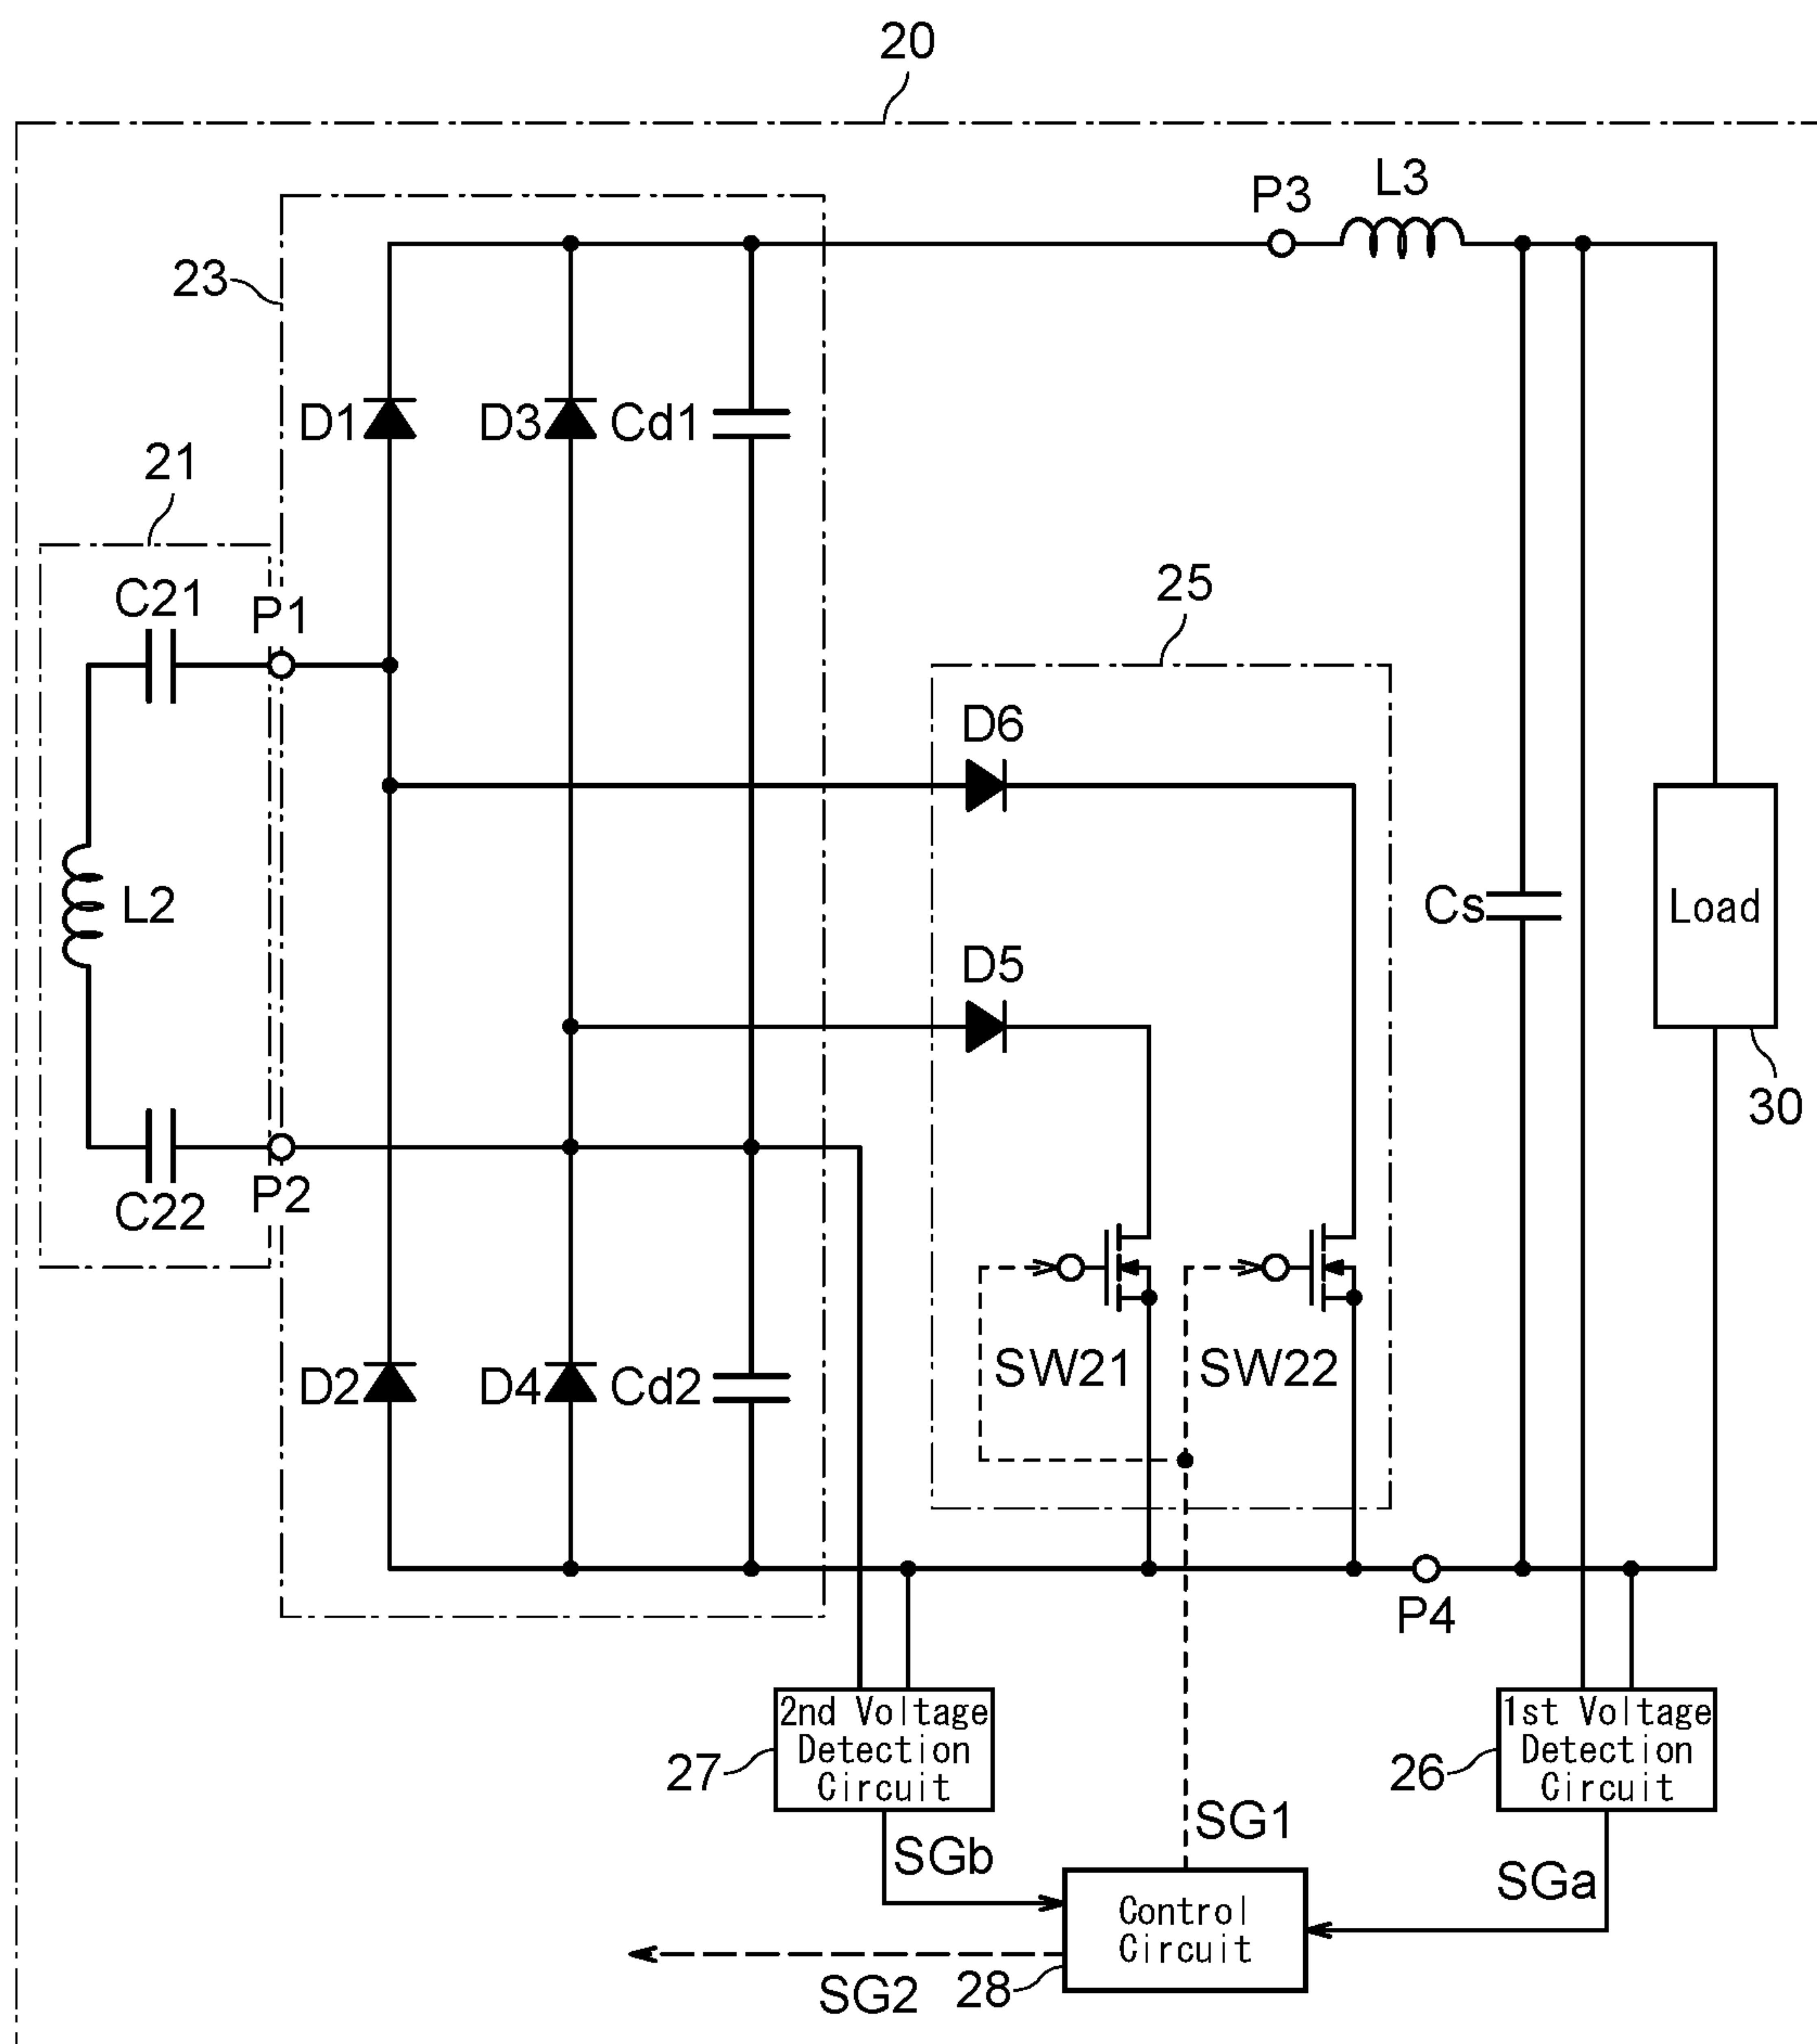 20
P3
L3
23
D1
D3
Cd1
21
C21
P1
25
D6
L2
Cs
Load
D5
30
C22
P2
D2
D4
Cd2
SW21
SW22
P4
2nd Voltage
Detection
Circuit
27
1st Voltage
Detection
Circuit
26
SG1
SGb
SGa
Control
Circuit
28
SG2